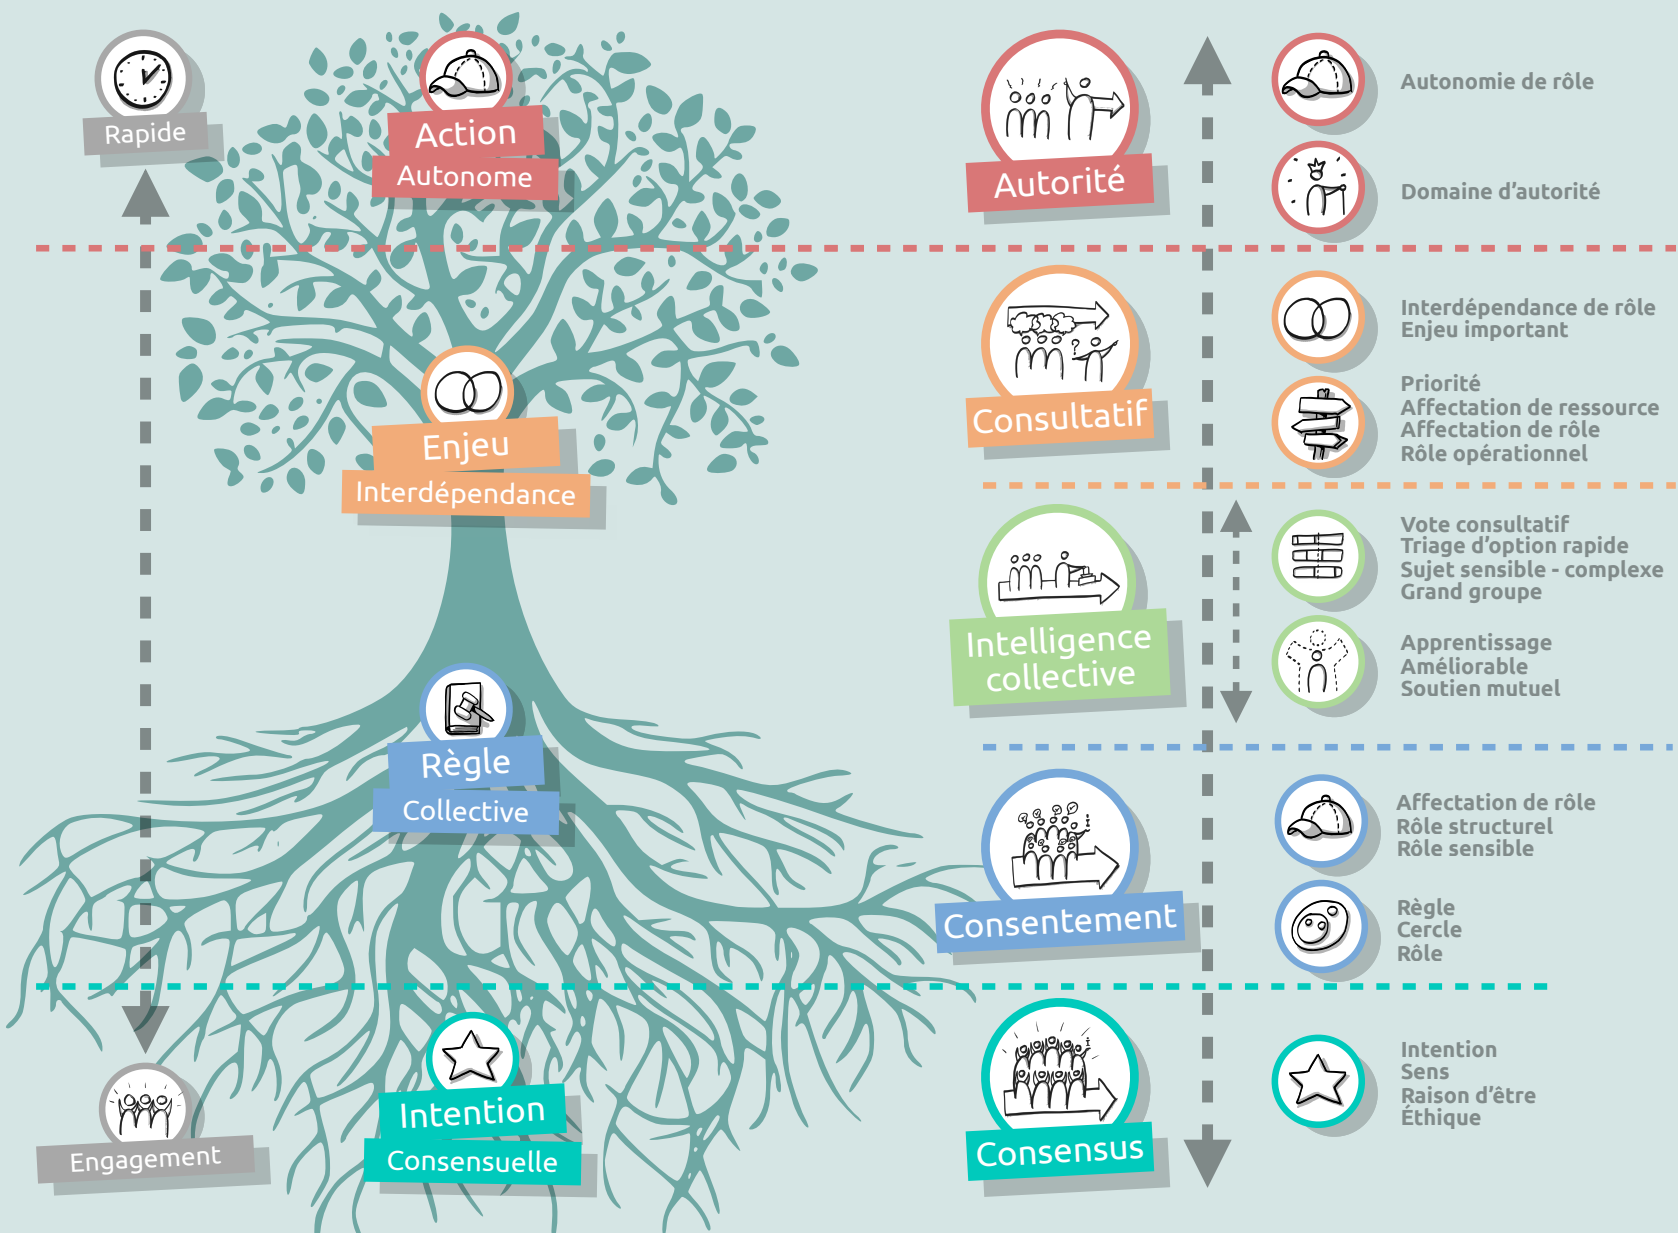 Rapide
Action
Autonome
Enjeu
Interdépendance
Règle
Collective
Intention
Consensuelle
Engagement
Autorité
Autonomie de rôle
Domaine d'autorité
Consultatif
Interdépendance de rôle
Enjeu important
Priorité
Affectation de ressource
Affectation de rôle
Rôle opérationnel
Intelligence
collective
Vote consultatif
Triage d'option rapide
Sujet sensible - complexe
Grand groupe
Apprentissage
Améliorable
Soutien mutuel
Consentement
Affectation de rôle
Rôle structurel
Rôle sensible
Règle
Cercle
Rôle
Consensus
Intention
Sens
Raison d'être
Éthique